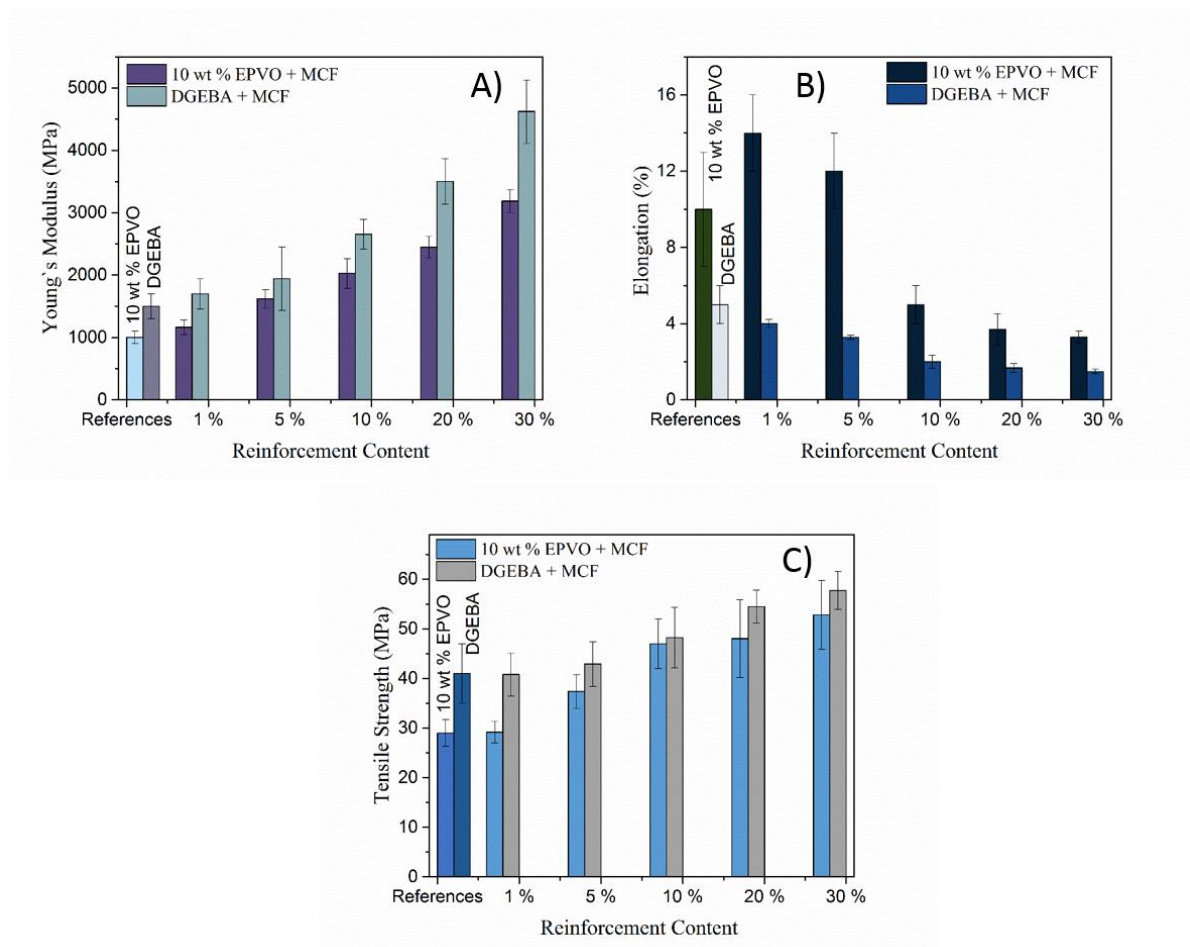 10 wt % EPVO + MCF
DGEBA + MCF
A)
Young`s Modulus (MPa)
5000
4000
3000
2000
1000
0
10 wt % EPVO
DGEBA
References 1 % 5 % 10 % 20 % 30 %
Reinforcement Content
10 wt % EPVO + MCF
DGEBA + MCF
B)
Elongation (%)
16
12
8
4
0
10 wt % EPVO
DGEBA
References 1 % 5 % 10 % 20 % 30 %
Reinforcement Content
10 wt % EPVO + MCF
DGEBA + MCF
C)
Tensile Strength (MPa)
60
50
40
30
20
10
0
10 wt % EPVO
DGEBA
References 1 % 5 % 10 % 20 % 30 %
Reinforcement Content